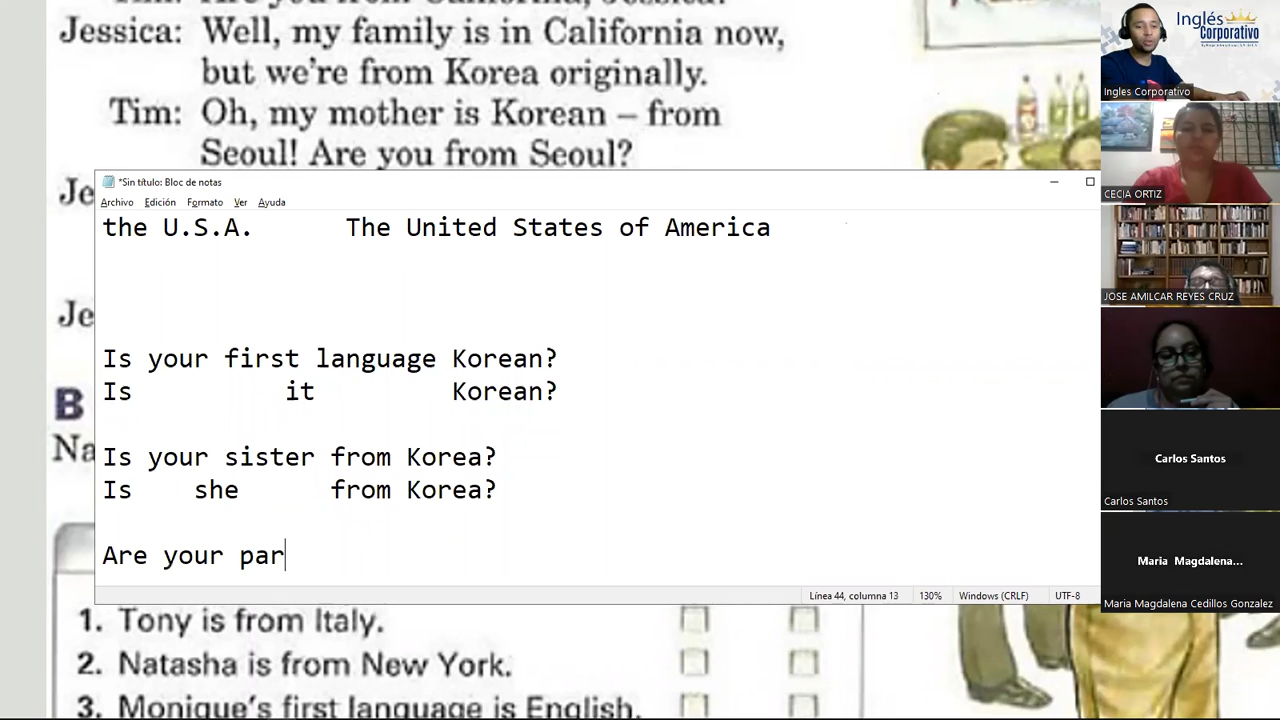 Jessica: Well, my family is in California now,
but we're from Korea originally.
Tim: Oh, my mother is Korean – from
Seoul! Are you from Seoul?
Je
*Sin título: Bloc de notas
Archivo Edición Formato Ver Ayuda
the U.S.A. The United States of America
Je
Is your first language Korean?
Is it Korean?
B
Na
Is your sister from Korea?
Is she from Korea?
Are your par
Línea 44, columna 13 130% Windows (CRLF) UTF-8
1. Tony is from Italy.
2. Natasha is from New York.
3. Monique's first language is English.
Inglés
Corporativo
Ingles Corporativo
CECIA ORTIZ
JOSE AMILCAR REYES CRUZ
Carlos Santos
Carlos Santos
Maria Magdalena...
Maria Magdalena Cedillos Gonzalez